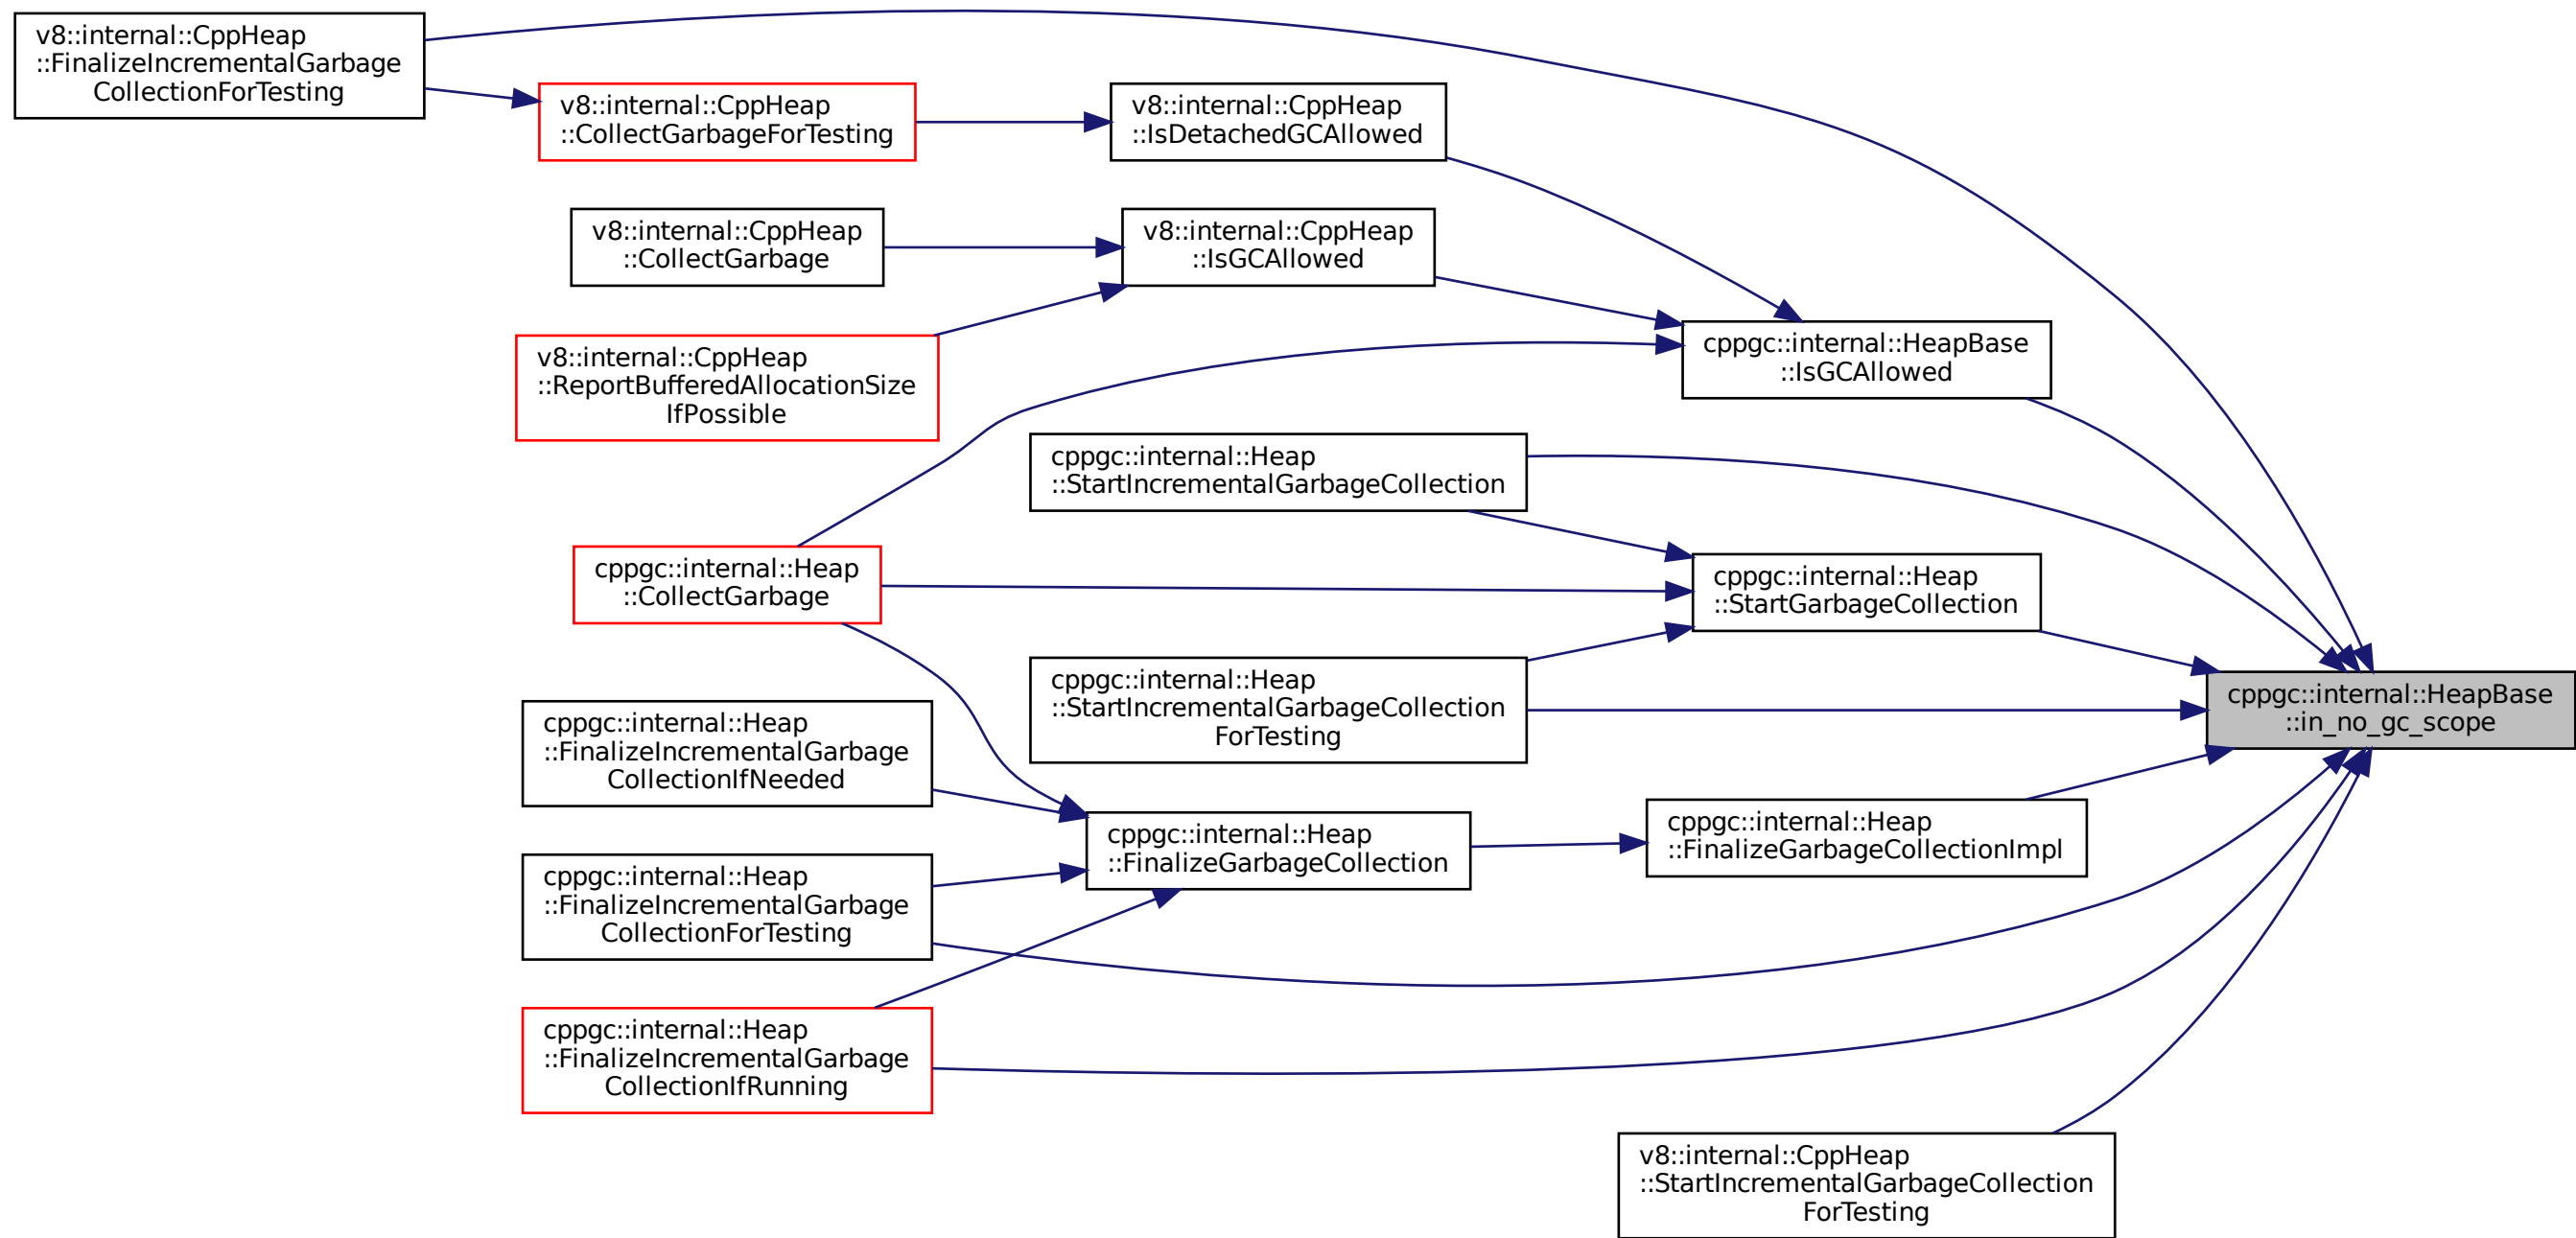 v8::internal::CppHeap
::FinalizeIncrementalGarbage
CollectionForTesting
v8::internal::CppHeap
::CollectGarbageForTesting
v8::internal::CppHeap
::IsDetachedGCAllowed
v8::internal::CppHeap
::CollectGarbage
v8::internal::CppHeap
::IsGCAllowed
v8::internal::CppHeap
::ReportBufferedAllocationSize
IfPossible
cppgc::internal::HeapBase
::IsGCAllowed
cppgc::internal::Heap
::StartIncrementalGarbageCollection
cppgc::internal::Heap
::CollectGarbage
cppgc::internal::Heap
::StartGarbageCollection
cppgc::internal::Heap
::StartIncrementalGarbageCollection
ForTesting
cppgc::internal::HeapBase
::in_no_gc_scope
cppgc::internal::Heap
::FinalizeIncrementalGarbage
CollectionIfNeeded
cppgc::internal::Heap
::FinalizeGarbageCollection
cppgc::internal::Heap
::FinalizeGarbageCollectionImpl
cppgc::internal::Heap
::FinalizeIncrementalGarbage
CollectionForTesting
cppgc::internal::Heap
::FinalizeIncrementalGarbage
CollectionIfRunning
v8::internal::CppHeap
::StartIncrementalGarbageCollection
ForTesting